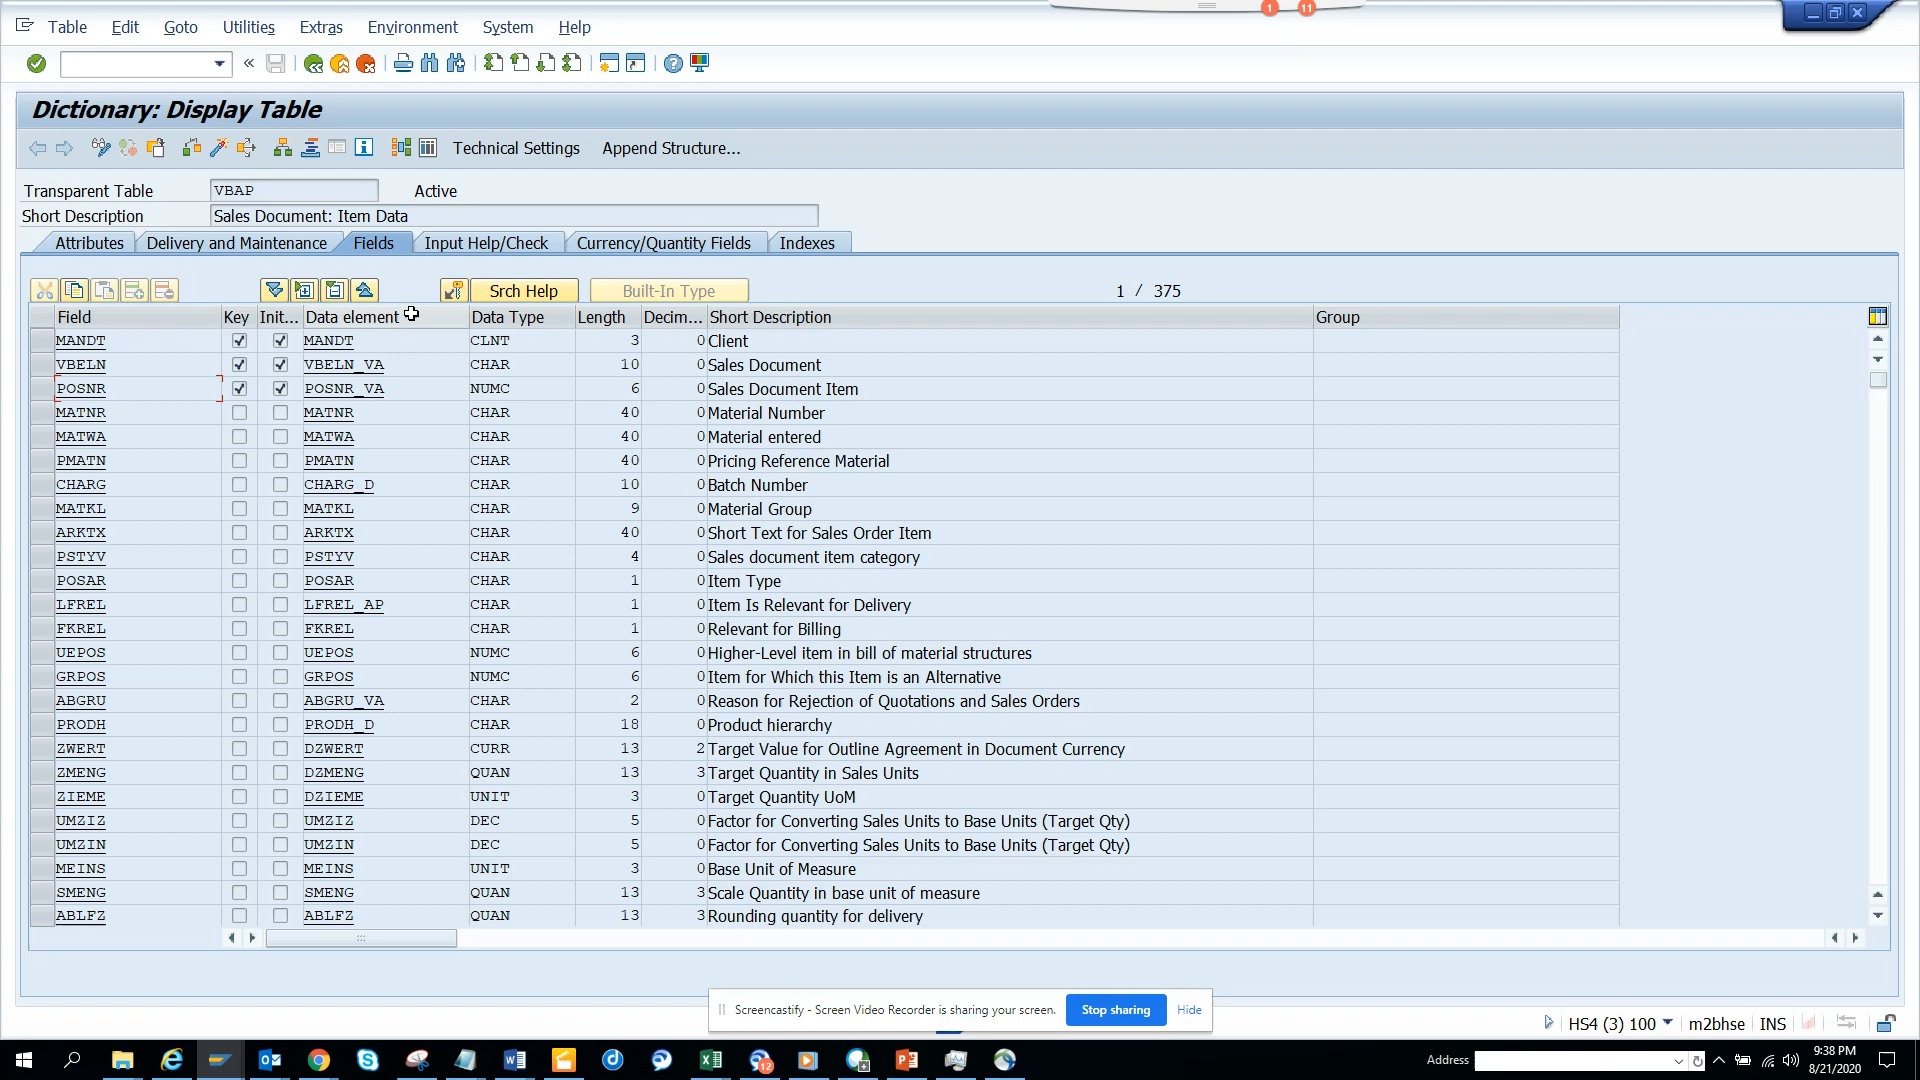 1 11
Table Edit Goto Utilities Extras Environment System Help
Dictionary: Display Table
Technical Settings Append Structure...
Transparent Table VBAP Active
Short Description Sales Document: Item Data
Attributes Delivery and Maintenance Fields Input Help/Check Currency/Quantity Fields Indexes
Srch Help Built-In Type 1 / 375
Field Key Init... Data element Data Type Length Decim... Short Description Group
MANDT MANDT CLNT 3 0 Client
VBELN VBELN_VA CHAR 10 0 Sales Document
POSNR POSNR_VA NUMC 6 0 Sales Document Item
MATNR MATNR CHAR 40 0 Material Number
MATWA MATWA CHAR 40 0 Material entered
PMATN PMATN CHAR 40 0 Pricing Reference Material
CHARG CHARG_D CHAR 10 0 Batch Number
MATKL MATKL CHAR 9 0 Material Group
ARKTX ARKTX CHAR 40 0 Short Text for Sales Order Item
PSTYV PSTYV CHAR 4 0 Sales document item category
POSAR POSAR CHAR 1 0 Item Type
LFREL LFREL_AP CHAR 1 0 Item Is Relevant for Delivery
FKREL FKREL CHAR 1 0 Relevant for Billing
UEPOS UEPOS NUMC 6 0 Higher-Level item in bill of material structures
GRPOS GRPOS NUMC 6 0 Item for Which this Item is an Alternative
ABGRU ABGRU_VA CHAR 2 0 Reason for Rejection of Quotations and Sales Orders
PRODH PRODH_D CHAR 18 0 Product hierarchy
ZWERT DZWERT CURR 13 2 Target Value for Outline Agreement in Document Currency
ZMENG DZMENG QUAN 13 3 Target Quantity in Sales Units
ZIEME DZIEME UNIT 3 0 Target Quantity UoM
UMZIZ UMZIZ DEC 5 0 Factor for Converting Sales Units to Base Units (Target Qty)
UMZIN UMZIN DEC 5 0 Factor for Converting Sales Units to Base Units (Target Qty)
MEINS MEINS UNIT 3 0 Base Unit of Measure
SMENG SMENG QUAN 13 3 Scale Quantity in base unit of measure
ABLFZ ABLFZ QUAN 13 3 Rounding quantity for delivery
Screencastify - Screen Video Recorder is sharing your screen. Stop sharing Hide
HS4 (3) 100 m2bhse INS
12 Address 9:38 PM
8/21/2020